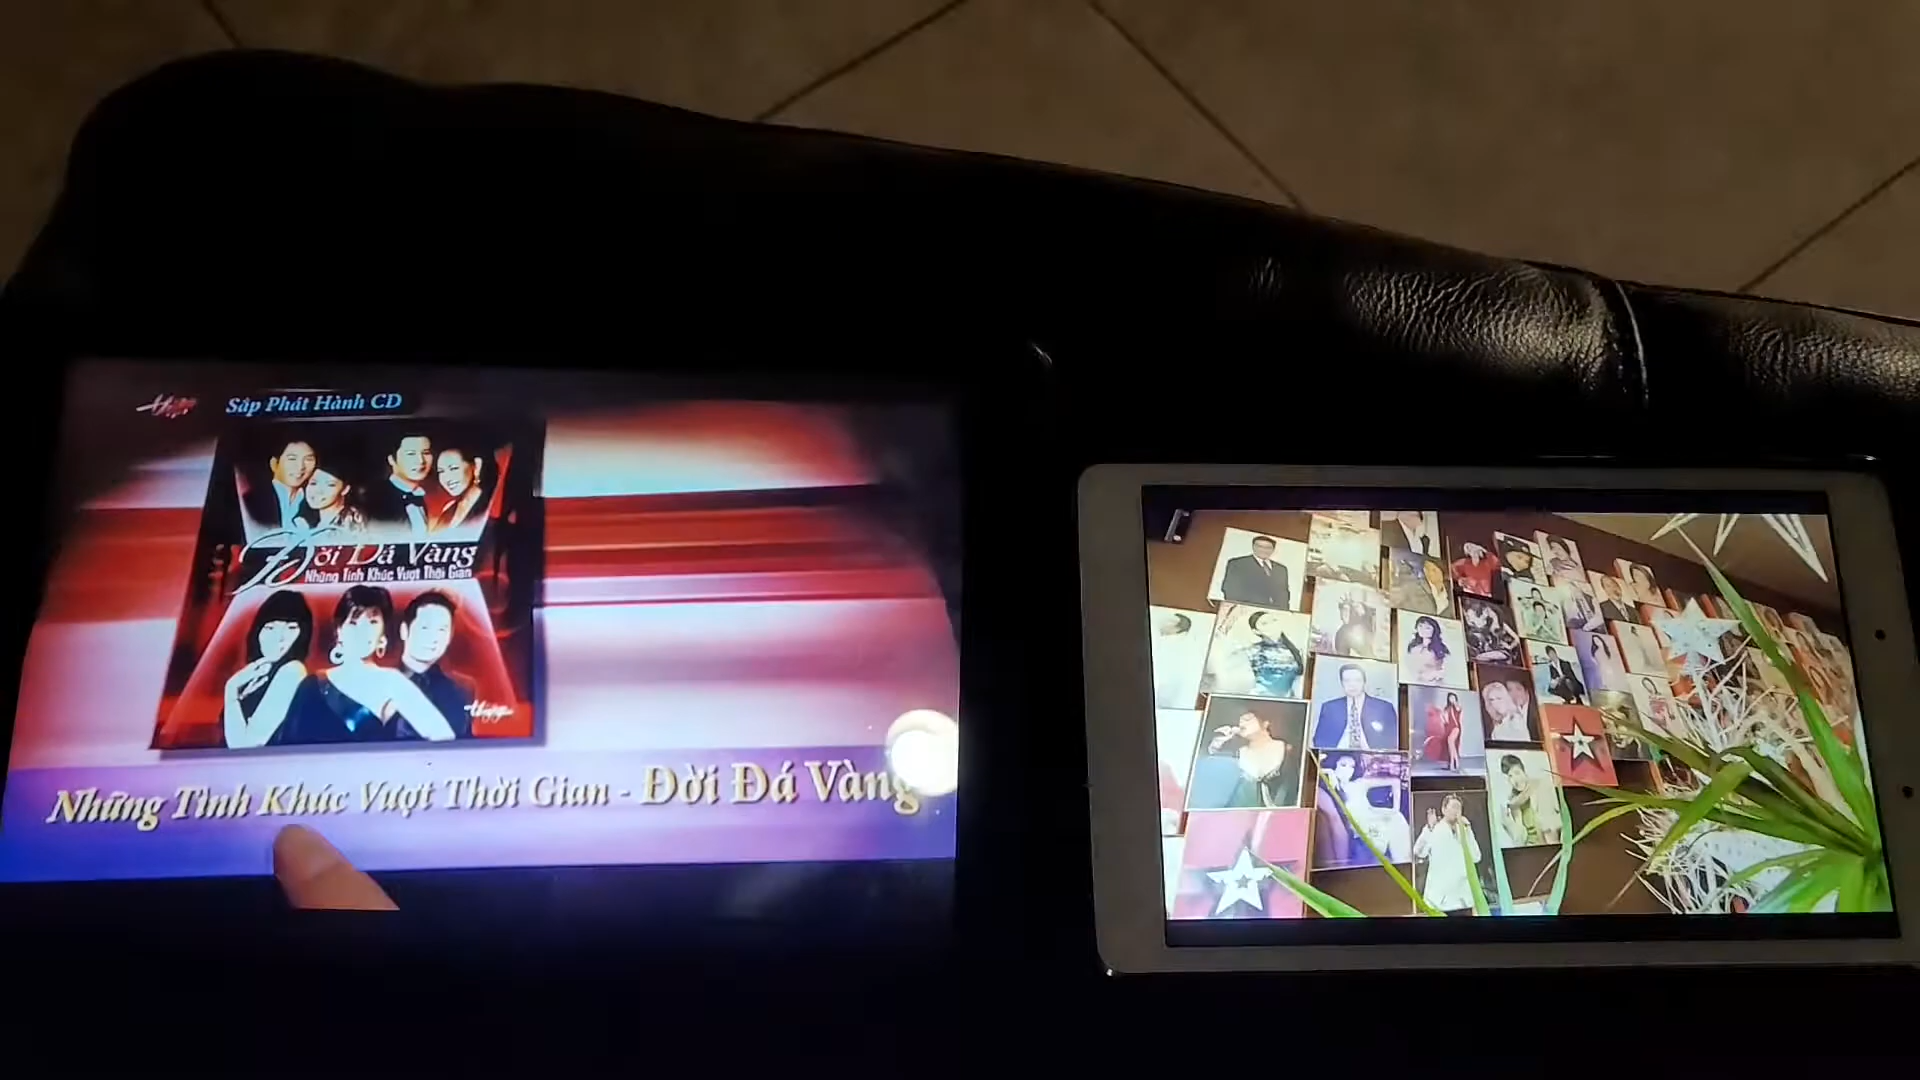 Sắp Phát Hành CD
Đời Đá Vàng
Những Tình Khúc Vượt Thời Gian
Những Tình Khúc Vượt Thời Gian - Đời Đá Vàng